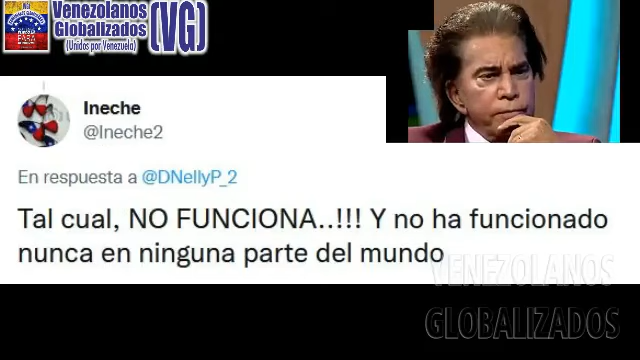 Venezolanos
Globalizados
(Unidos por Venezuela)
(VG)
Ineche
@Ineche2
En respuesta a @DNellyP_2
Tal cual, NO FUNCIONA..!!! Y no ha funcionado
nunca en ninguna parte del mundo
VENEZOLANOS
GLOBALIZADOS